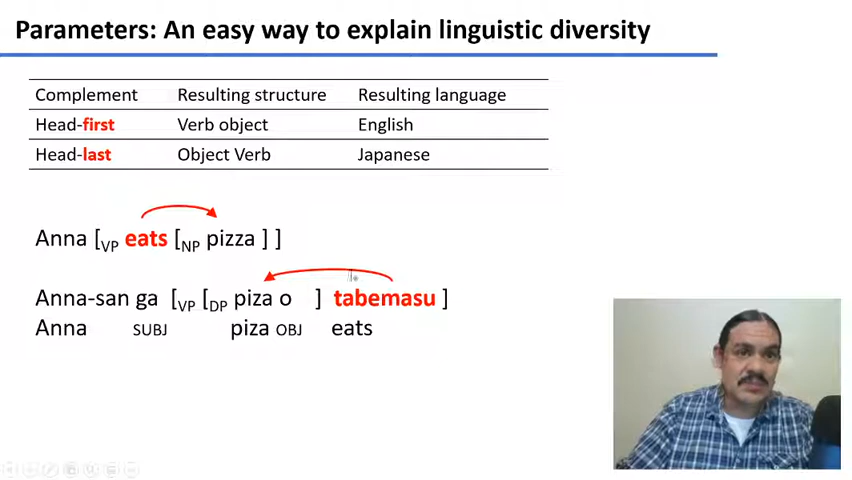 Parameters: An easy way to explain linguistic diversity
Complement Resulting structure Resulting language
Head-first Verb object English
Head-last Object Verb Japanese
Anna [VP eats [NP pizza ] ]
Anna-san ga [VP [DP piza o ] tabemasu ]
Anna SUBJ piza OBJ eats